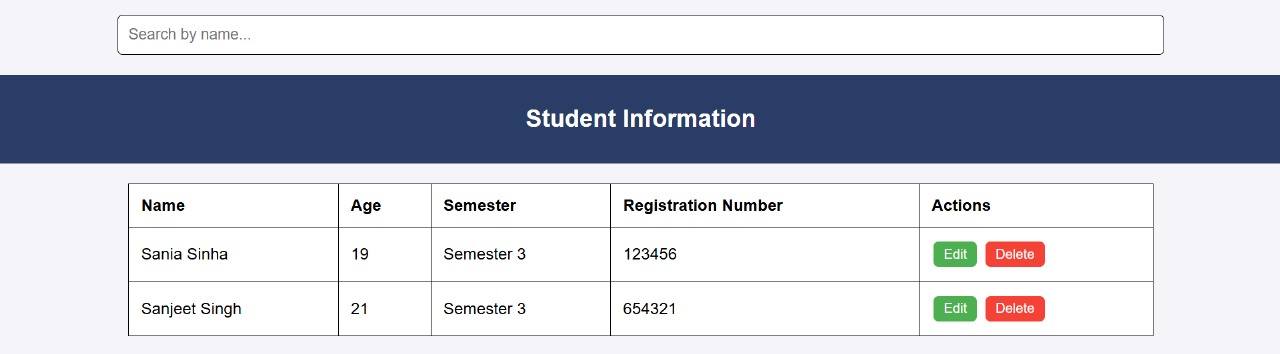 Search by name...
Student Information
Name Age Semester Registration Number Actions
Sania Sinha 19 Semester 3 123456 Edit Delete
Sanjeet Singh 21 Semester 3 654321 Edit Delete